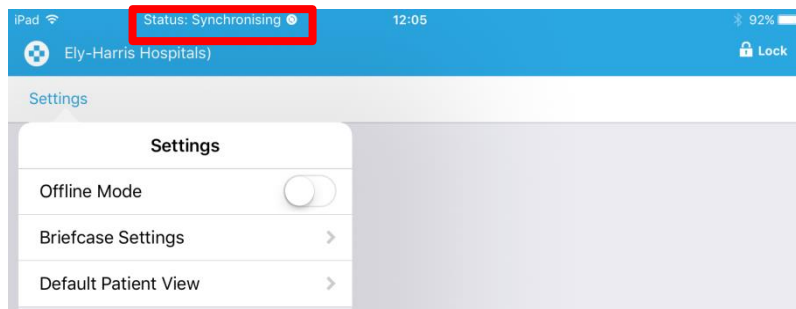 iPad Status: Synchronising 12:05 92%
Ely-Harris Hospitals) Lock
Settings
Settings
Offline Mode
Briefcase Settings
Default Patient View